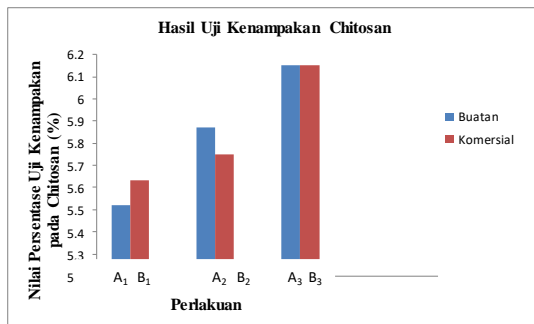 Hasil Uji Kenampakan Chitosan
Nilai Persentase Uji Kenampakan
pada Chitosan (%)
6.2
6.1
6
5.9
5.8
5.7
5.6
5.5
5.4
5.3
5
A₁ B₁
A₂ B₂
A₃ B₃
Perlakuan
Buatan
Komersial